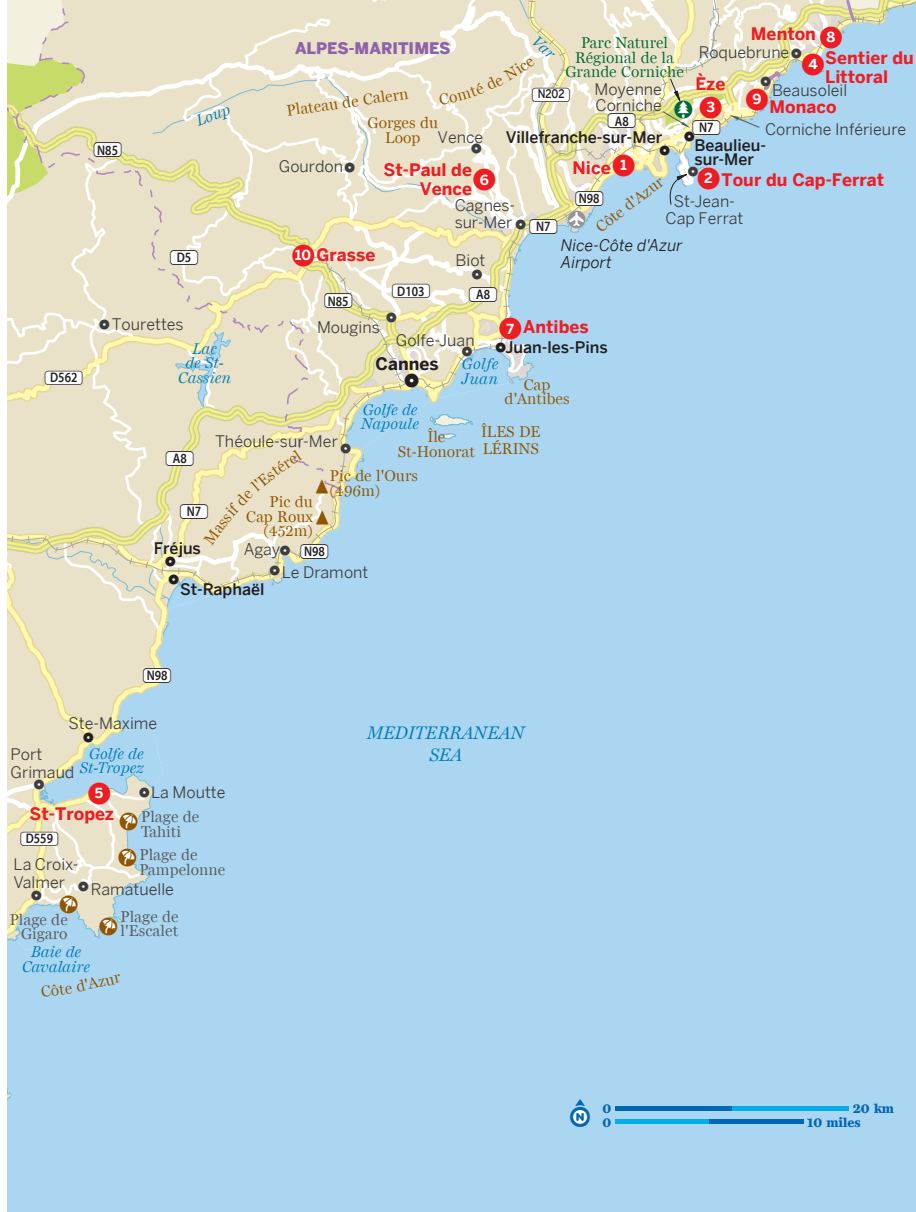 Menton
8
ALPES-MARITIMES
Var
Parc Naturel
Régional de la
Grande Corniche
Roquebrune
4
Sentier du
Littoral
Comté de Nice
Moyenne
Corniche
Èze
3
Beausoleil
9
Monaco
N202
Plateau de Calern
Loup
Gorges du
Loup
A8
N7
Corniche Inférieure
Vence
Villefranche-sur-Mer
Beaulieu-
sur-Mer
N85
Gourdon
St-Paul de
Vence
6
Nice
1
2
Tour du Cap-Ferrat
St-Jean-
Cap Ferrat
Côte d'Azur
N98
Cagnes-
sur-Mer
N7
Nice-Côte d'Azur
Airport
D5
10
Grasse
Biot
D103
A8
N85
Mougins
7
Antibes
Golfe-Juan
Juan-les-Pins
Tourettes
Lac
de St-
Cassien
Cannes
Golfe
Juan
D562
Cap
d'Antibes
Golfe de
Napoule
Île
St-Honorat
ÎLES DE
LÉRINS
Théoule-sur-Mer
A8
Massif de l'Estérel
Pic de l'Ours
(496m)
Pic du
Cap Roux
(452m)
N7
Fréjus
Agay
N98
Le Dramont
St-Raphaël
N98
Ste-Maxime
MEDITERRANEAN
SEA
Port
Grimaud
Golfe de
St-Tropez
5
St-Tropez
La Moutte
Plage de
Tahiti
D559
Plage de
Pampelonne
La Croix-
Valmer
Ramatuelle
Plage de
Gigaro
Plage de
l'Escalet
Baie de
Cavalaire
Côte d'Azur
N
0
20 km
0
10 miles